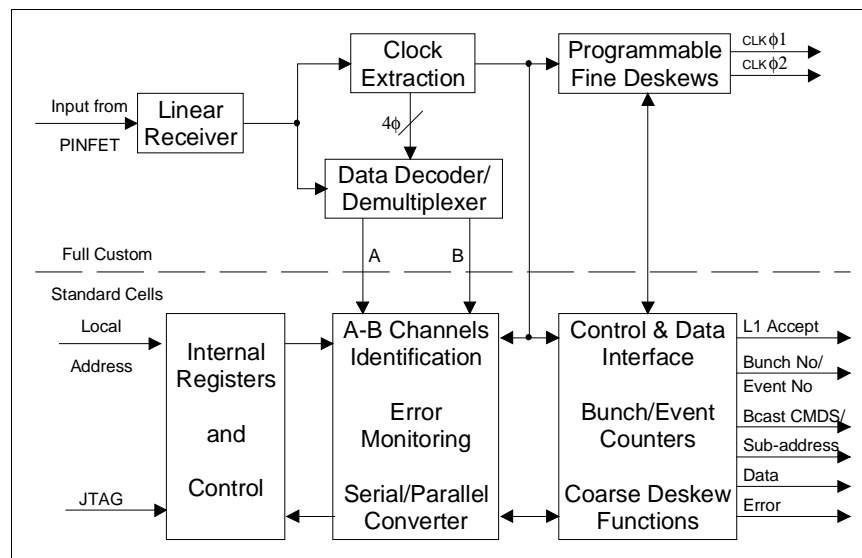 Input from
PINFET
Linear
Receiver
Clock
Extraction
4ϕ
Data Decoder/
Demultiplexer
Programmable
Fine Deskews
CLKϕ1
CLKϕ2
A
B
Full Custom
Standard Cells
Local
Address
JTAG
Internal
Registers
and
Control
A-B Channels
Identification
Error
Monitoring
Serial/Parallel
Converter
Control & Data
Interface
Bunch/Event
Counters
Coarse Deskew
Functions
L1 Accept
Bunch No/
Event No
Bcast CMDS/
Sub-address
Data
Error